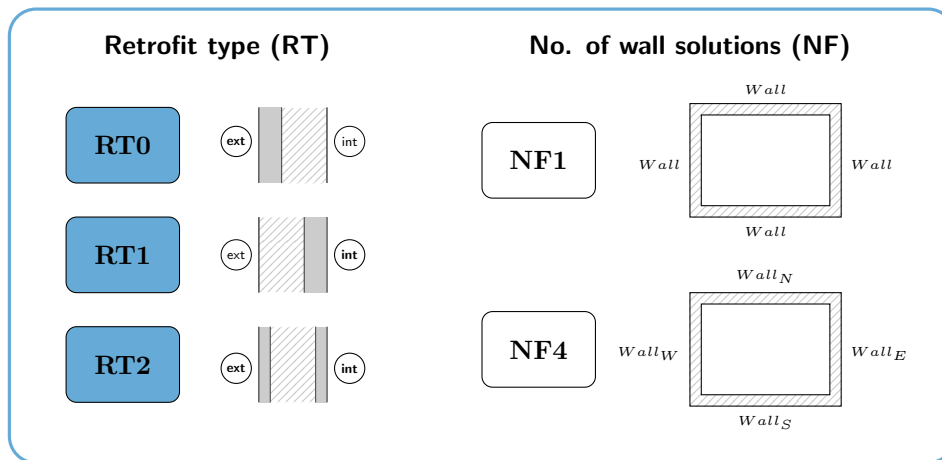 Retrofit type (RT)
RT0
ext
int
RT1
ext
int
RT2
ext
int
No. of wall solutions (NF)
NF1
Wall
Wall
Wall
Wall
NF4
Wall_N
Wall_W
Wall_E
Wall_S